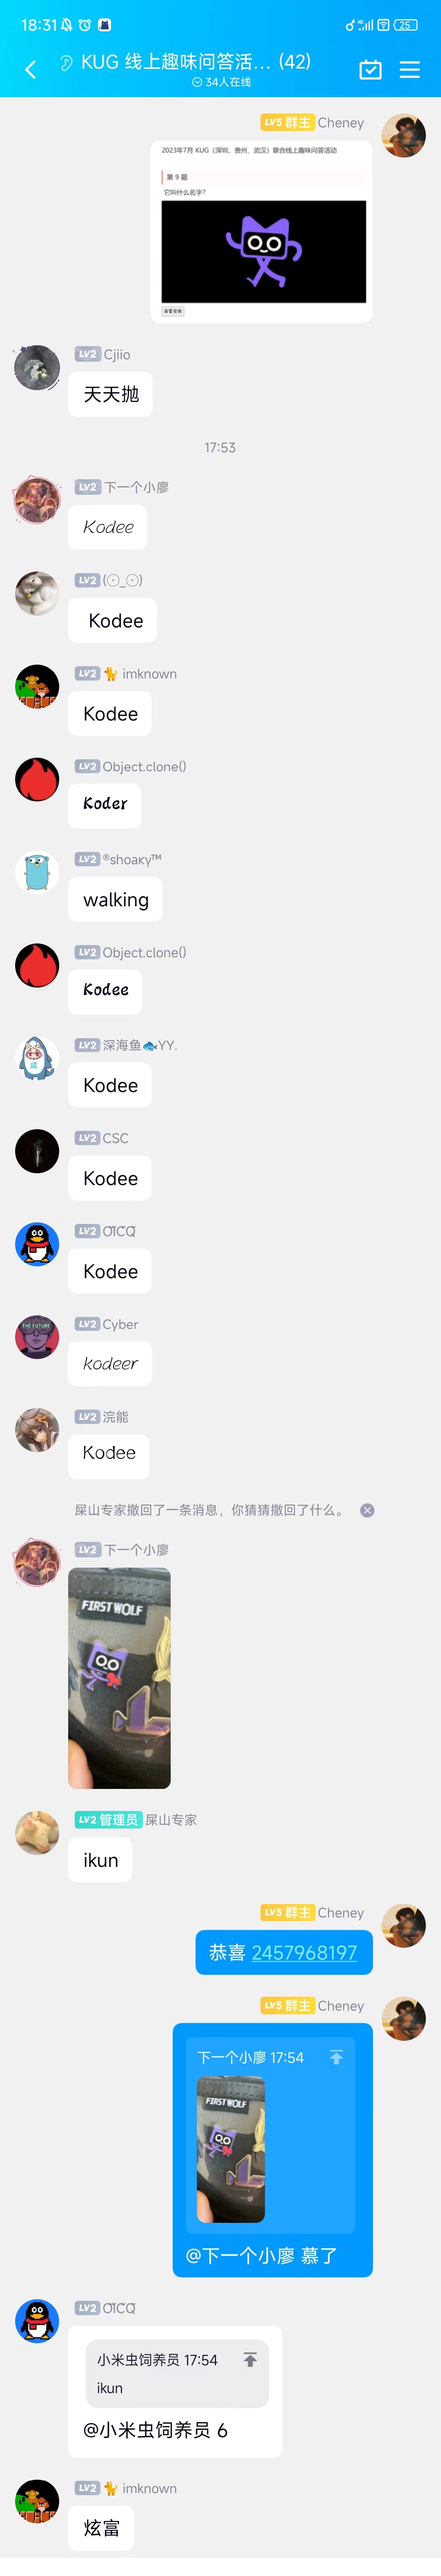 18:31
25
KUG 线上趣味问答活... (42)
34人在线
LV5 群主 Cheney
2023年7月 KUG（深圳、贵州、武汉）联合线上趣味问答活动
第 9 题
它叫什么名字?
查看答案
LV2 Cjiio
天天抛
17:53
LV2 下一个小廖
Kodee
LV2 (⊙_⊙)
Kodee
LV2 🐈 imknown
Kodee
LV2 Object.clone()
Koder
LV2 ®shoaкγ™
walking
LV2 Object.clone()
Kodee
LV2 深海鱼🐟YY.
Kodee
LV2 CSC
Kodee
LV2 OICQ
Kodee
THE FUTURE
LV2 Cyber
kodeer
LV2 浣能
Kodee
屎山专家撤回了一条消息，你猜猜撤回了什么。
LV2 下一个小廖
FIRST WOLF
LV2 管理员 屎山专家
ikun
LV5 群主 Cheney
恭喜 2457968197
LV5 群主 Cheney
下一个小廖 17:54
FIRST WOLF
@下一个小廖 慕了
LV2 OICQ
小米虫饲养员 17:54
ikun
@小米虫饲养员 6
LV2 🐈 imknown
炫富